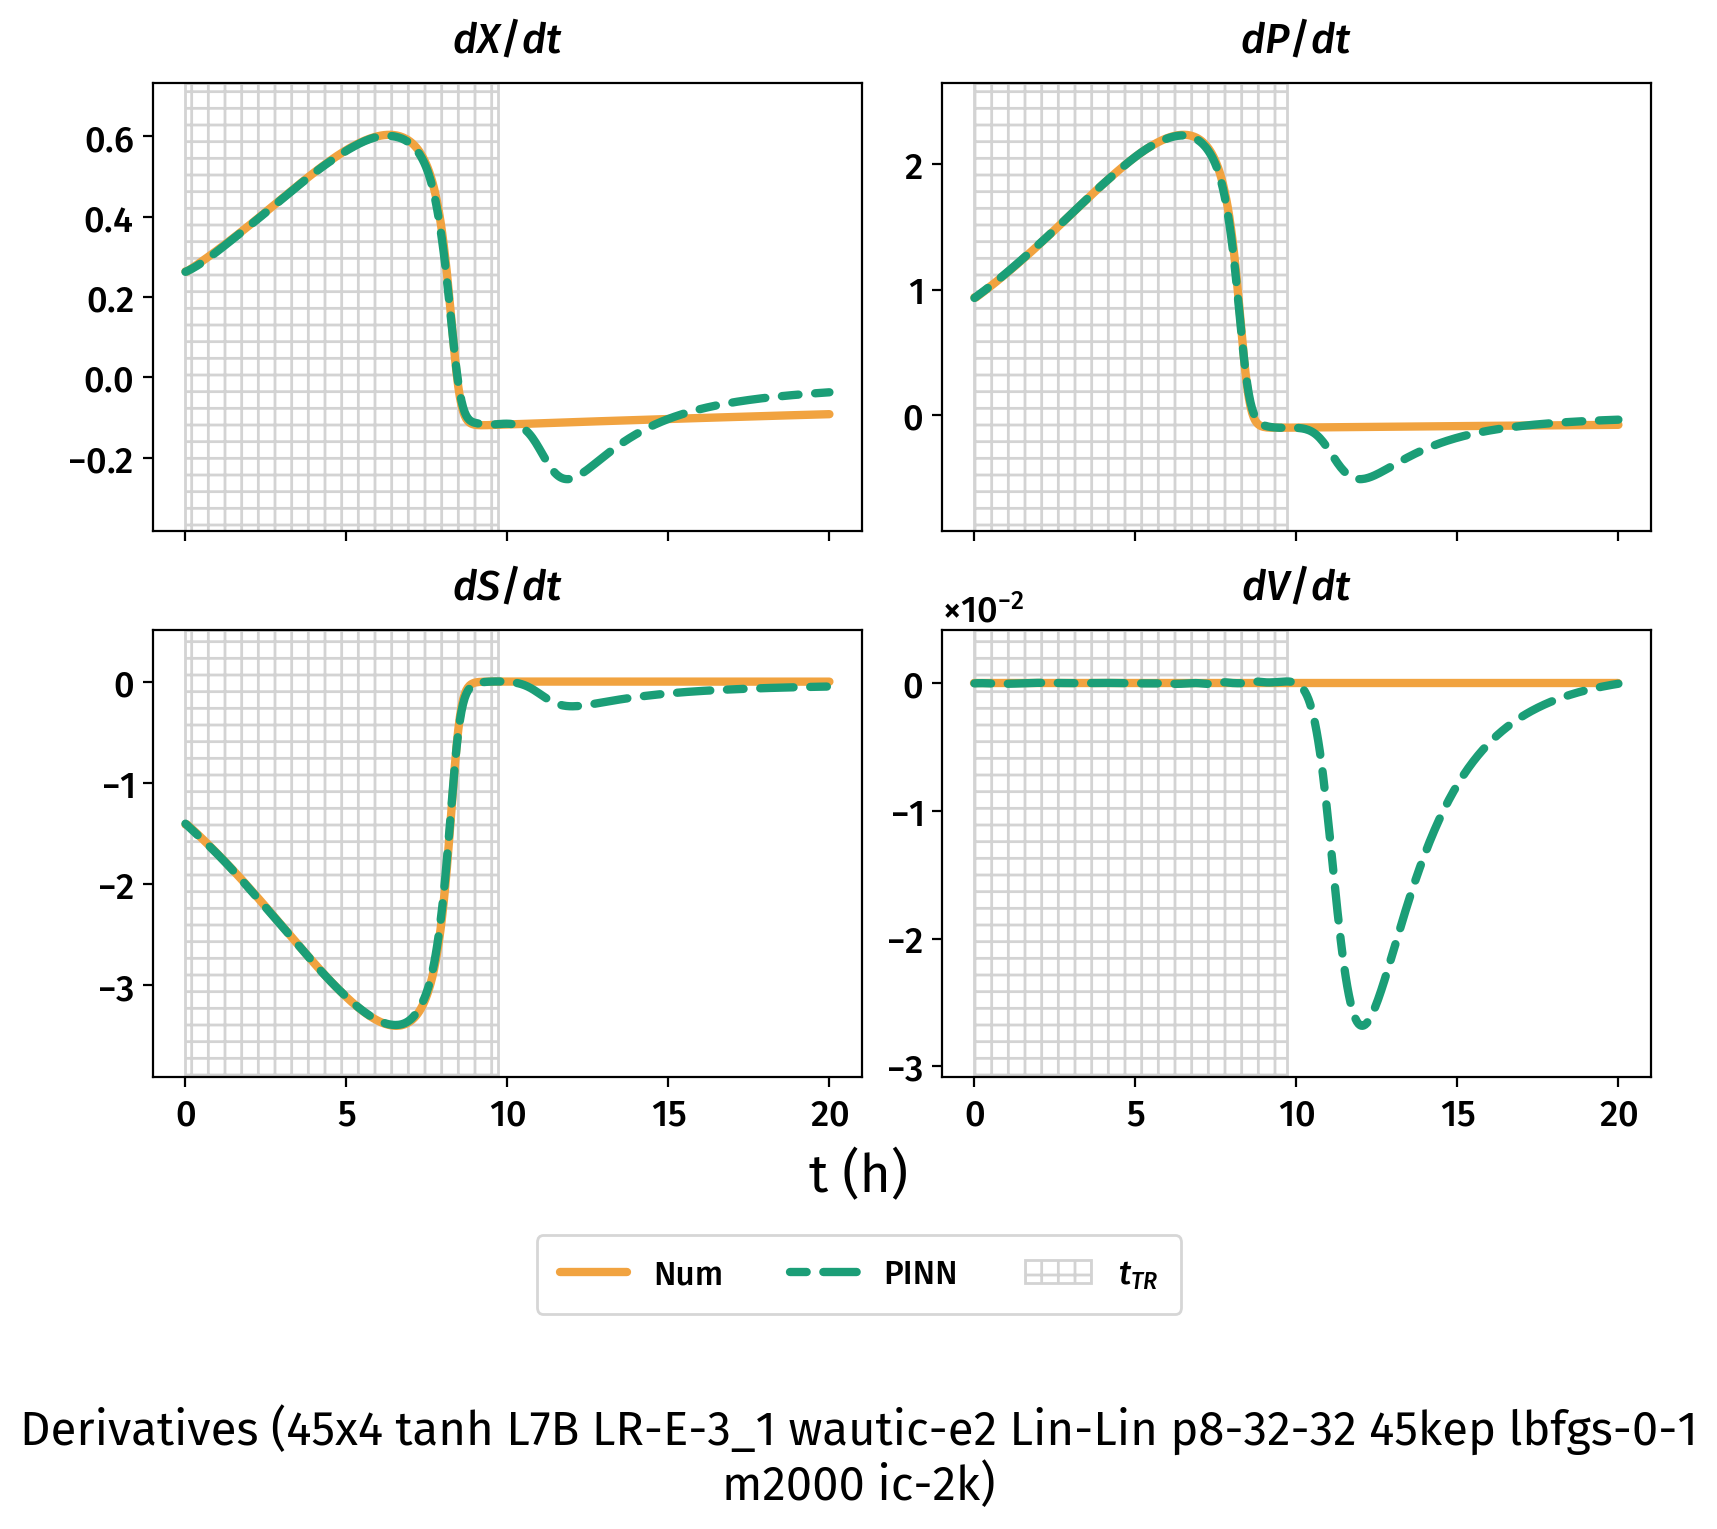 dX/dt
dP/dt
0.6
0.4
0.2
0.0
−0.2
2
1
0
dS/dt
dV/dt
×10⁻²
0
−1
−2
−3
0
−1
−2
−3
0 5 10 15 20
0 5 10 15 20
t (h)
Num PINN t_TR
Derivatives (45x4 tanh L7B LR-E-3_1 wautic-e2 Lin-Lin p8-32-32 45kep lbfgs-0-1
m2000 ic-2k)